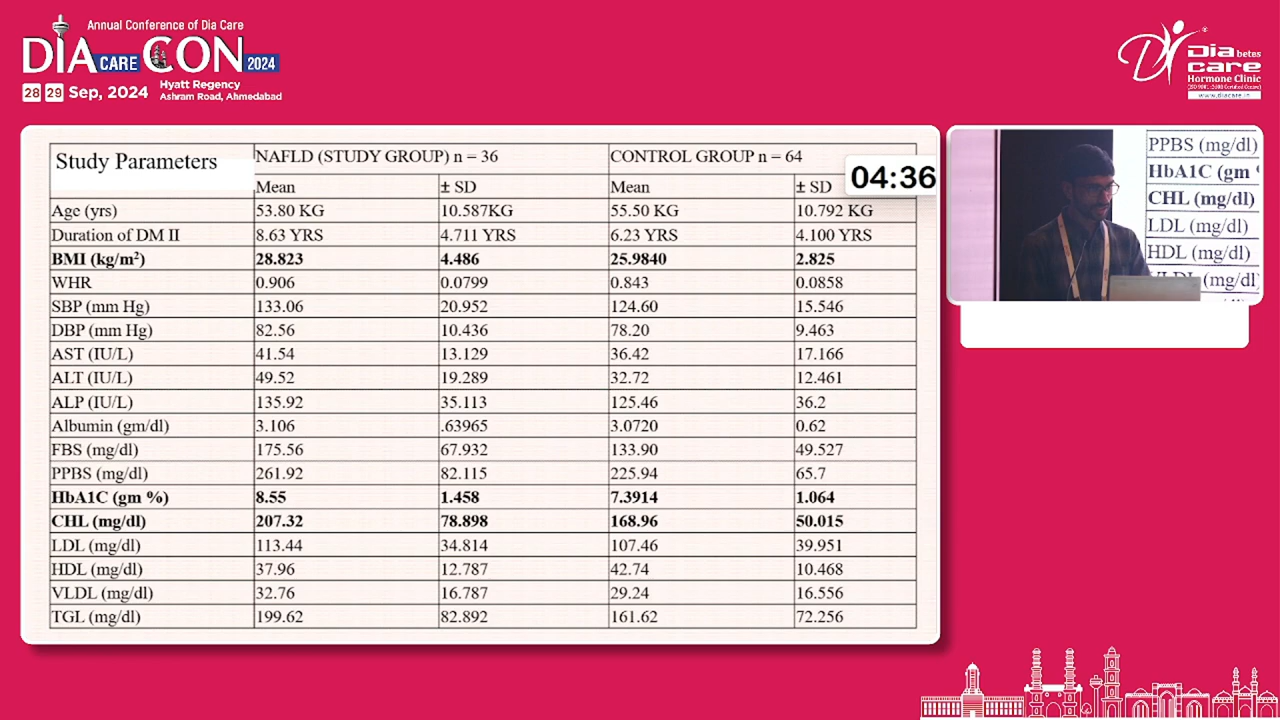 Annual Conference of Dia Care
DIA CARE CON 2024
28 29 Sep, 2024
Hyatt Regency
Ashram Road, Ahmedabad
Dia betes
care
Hormone Clinic
www.diacare.in
04:36
Study Parameters NAFLD (STUDY GROUP) n = 36 CONTROL GROUP n = 64
Mean ± SD Mean ± SD
Age (yrs) 53.80 KG 10.587KG 55.50 KG 10.792 KG
Duration of DM II 8.63 YRS 4.711 YRS 6.23 YRS 4.100 YRS
BMI (kg/m²) 28.823 4.486 25.9840 2.825
WHR 0.906 0.0799 0.843 0.0858
SBP (mm Hg) 133.06 20.952 124.60 15.546
DBP (mm Hg) 82.56 10.436 78.20 9.463
AST (IU/L) 41.54 13.129 36.42 17.166
ALT (IU/L) 49.52 19.289 32.72 12.461
ALP (IU/L) 135.92 35.113 125.46 36.2
Albumin (gm/dl) 3.106 .63965 3.0720 0.62
FBS (mg/dl) 175.56 67.932 133.90 49.527
PPBS (mg/dl) 261.92 82.115 225.94 65.7
HbA1C (gm %) 8.55 1.458 7.3914 1.064
CHL (mg/dl) 207.32 78.898 168.96 50.015
LDL (mg/dl) 113.44 34.814 107.46 39.951
HDL (mg/dl) 37.96 12.787 42.74 10.468
VLDL (mg/dl) 32.76 16.787 29.24 16.556
TGL (mg/dl) 199.62 82.892 161.62 72.256
PPBS (mg/dl)
HbA1C (gm
CHL (mg/dl)
LDL (mg/dl)
HDL (mg/dl)
(mg/dl